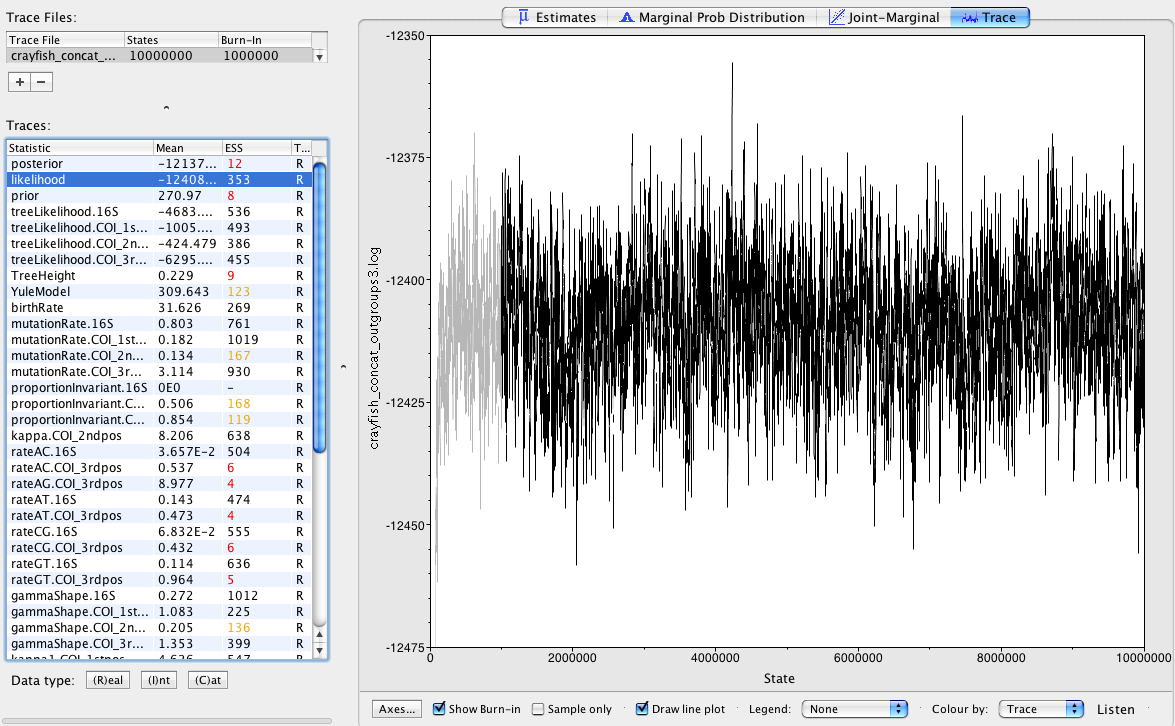 Trace Files:
Trace File States Burn-In
crayfish_concat_... 10000000 1000000
+ −
Traces:
Statistic Mean ESS T...
posterior -12137... 12 R
likelihood -12408... 353 R
prior 270.97 8 R
treeLikelihood.16S -4683.... 536 R
treeLikelihood.COI_1s... -1005.... 493 R
treeLikelihood.COI_2n... -424.479 386 R
treeLikelihood.COI_3r... -6295.... 455 R
TreeHeight 0.229 9 R
YuleModel 309.643 123 R
birthRate 31.626 269 R
mutationRate.16S 0.803 761 R
mutationRate.COI_1st... 0.182 1019 R
mutationRate.COI_2n... 0.134 167 R
mutationRate.COI_3r... 3.114 930 R
proportionInvariant.16S 0E0 - R
proportionInvariant.C... 0.506 168 R
proportionInvariant.C... 0.854 119 R
kappa.COI_2ndpos 8.206 638 R
rateAC.16S 3.657E-2 504 R
rateAC.COI_3rdpos 0.537 6 R
rateAG.COI_3rdpos 8.977 4 R
rateAT.16S 0.143 474 R
rateAT.COI_3rdpos 0.473 4 R
rateCG.16S 6.832E-2 555 R
rateCG.COI_3rdpos 0.432 6 R
rateGT.16S 0.114 636 R
rateGT.COI_3rdpos 0.964 5 R
gammaShape.16S 0.272 1012 R
gammaShape.COI_1st... 1.083 225 R
gammaShape.COI_2n... 0.205 136 R
gammaShape.COI_3r... 1.353 399 R
Data type: (R)eal (I)nt (C)at
Estimates Marginal Prob Distribution Joint-Marginal Trace
-12350
-12375
-12400
-12425
-12450
-12475
crayfish_concat_outgroups3.log
0 2000000 4000000 6000000 8000000 10000000
State
Axes... Show Burn-in Sample only Draw line plot Legend: None Colour by: Trace Listen